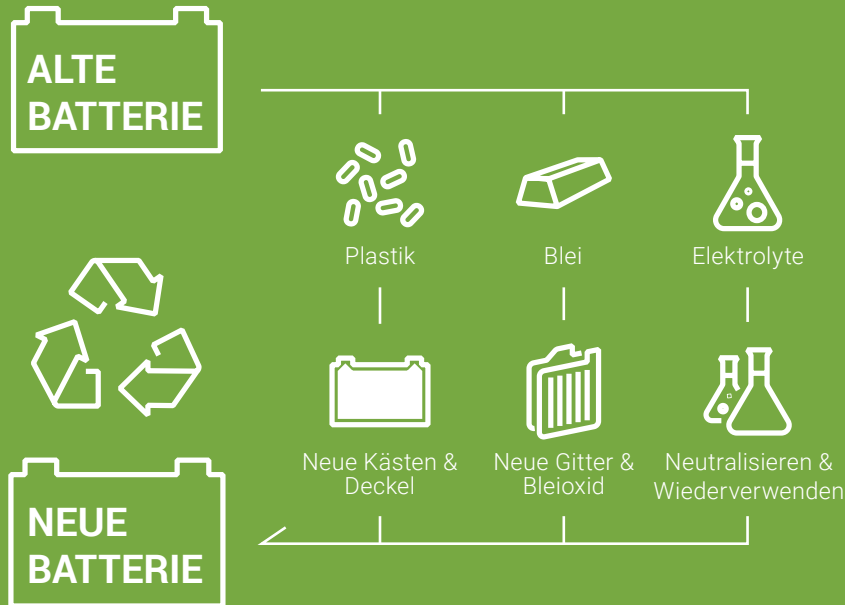 ALTE
BATTERIE
Plastik
Blei
Elektrolyte
Neue Kästen &
Deckel
Neue Gitter &
Bleioxid
Neutralisieren &
Wiederverwenden
NEUE
BATTERIE